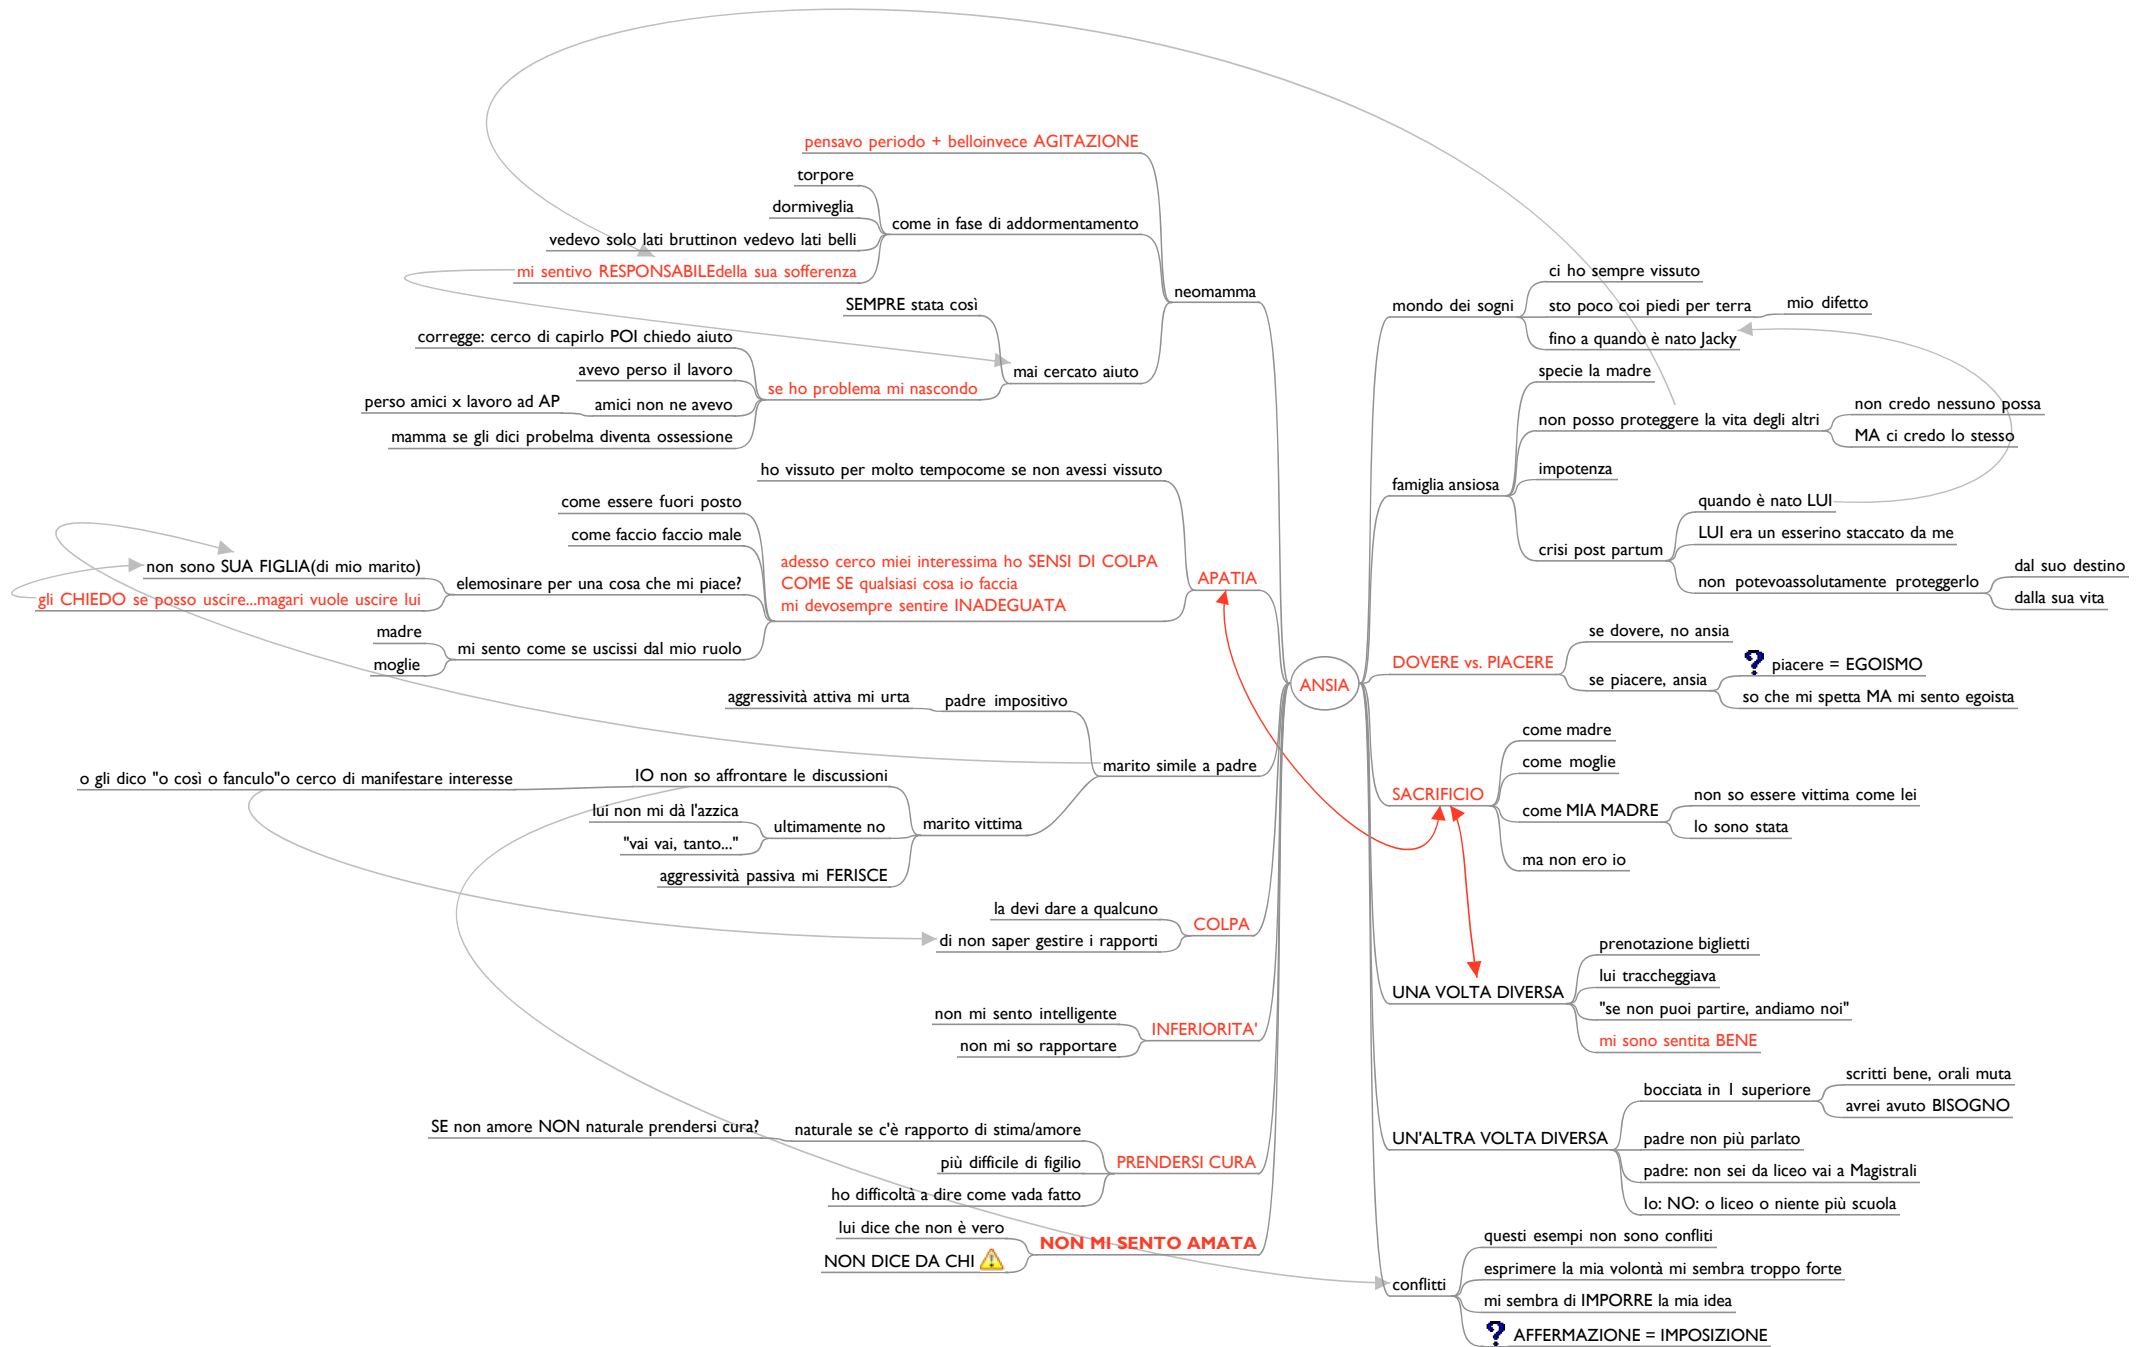 pensavo periodo + belloinvece AGITAZIONE
torpore
dormiveglia
come in fase di addormentamento
vedevo solo lati bruttinon vedevo lati belli
mi sentivo RESPONSABILEdella sua sofferenza
neomamma
SEMPRE stata così
corregge: cerco di capirlo POI chiedo aiuto
avevo perso il lavoro
mai cercato aiuto
se ho problema mi nascondo
perso amici x lavoro ad AP
amici non ne avevo
mamma se gli dici probelma diventa ossessione
ho vissuto per molto tempocome se non avessi vissuto
come essere fuori posto
come faccio faccio male
non sono SUA FIGLIA(di mio marito)
elemosinare per una cosa che mi piace?
gli CHIEDO se posso uscire...magari vuole uscire lui
adesso cerco miei interessima ho SENSI DI COLPA
COME SE qualsiasi cosa io faccia
mi devosempre sentire INADEGUATA
APATIA
madre
mi sento come se uscissi dal mio ruolo
moglie
ANSIA
aggressività attiva mi urta
padre impositivo
marito simile a padre
o gli dico "o così o fanculo"o cerco di manifestare interesse
IO non so affrontare le discussioni
lui non mi dà l'azzica
ultimamente no
marito vittima
"vai vai, tanto..."
aggressività passiva mi FERISCE
la devi dare a qualcuno
COLPA
di non saper gestire i rapporti
non mi sento intelligente
INFERIORITA'
non mi so rapportare
SE non amore NON naturale prendersi cura?
naturale se c'è rapporto di stima/amore
più difficile di figilio
PRENDERSI CURA
ho difficoltà a dire come vada fatto
lui dice che non è vero
NON MI SENTO AMATA
NON DICE DA CHI
mondo dei sogni
ci ho sempre vissuto
sto poco coi piedi per terra
mio difetto
fino a quando è nato Jacky
famiglia ansiosa
specie la madre
non posso proteggere la vita degli altri
non credo nessuno possa
MA ci credo lo stesso
impotenza
crisi post partum
quando è nato LUI
LUI era un esserino staccato da me
non potevoassolutamente proteggerlo
dal suo destino
dalla sua vita
DOVERE vs. PIACERE
se dovere, no ansia
se piacere, ansia
? piacere = EGOISMO
so che mi spetta MA mi sento egoista
SACRIFICIO
come madre
come moglie
come MIA MADRE
non so essere vittima come lei
lo sono stata
ma non ero io
UNA VOLTA DIVERSA
prenotazione biglietti
lui traccheggiava
"se non puoi partire, andiamo noi"
mi sono sentita BENE
UN'ALTRA VOLTA DIVERSA
bocciata in I superiore
scritti bene, orali muta
avrei avuto BISOGNO
padre non più parlato
padre: non sei da liceo vai a Magistrali
Io: NO: o liceo o niente più scuola
conflitti
questi esempi non sono confliti
esprimere la mia volontà mi sembra troppo forte
mi sembra di IMPORRE la mia idea
? AFFERMAZIONE = IMPOSIZIONE